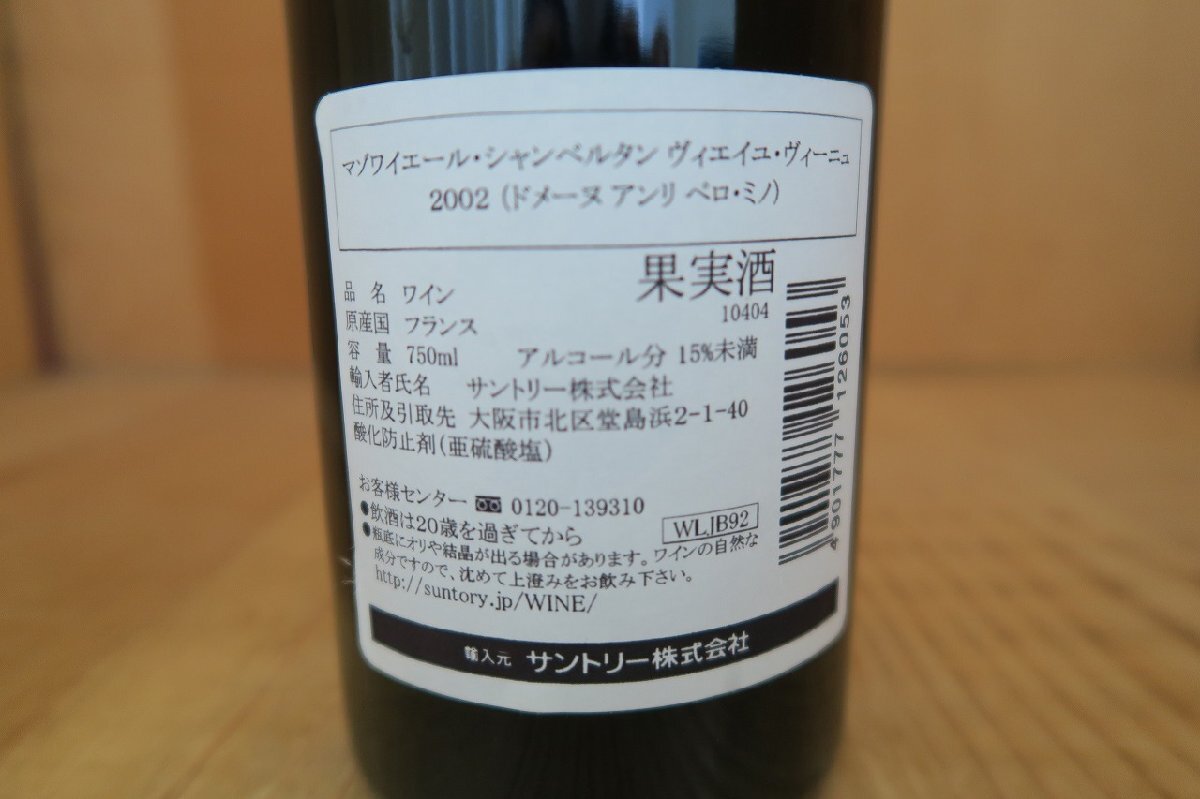 マゾワイエール・シャンベルタン ヴィエイユ・ヴィーニュ
2002 (ドメーヌ アンリ ペロ・ミノ)
果実酒
10404
品名 ワイン
原産国 フランス
容量 750ml アルコール分 15%未満
輸入者氏名 サントリー株式会社
住所及引取先 大阪市北区堂島浜2-1-40
酸化防止剤(亜硫酸塩)
お客様センター 0120-139310
●飲酒は20歳を過ぎてから
WLJB92
●瓶底にオリや結晶が出る場合があります。ワインの自然な
成分ですので、沈めて上澄みをお飲み下さい。
http://suntory.jp/WINE/
輸入元 サントリー株式会社
4 901777 126053